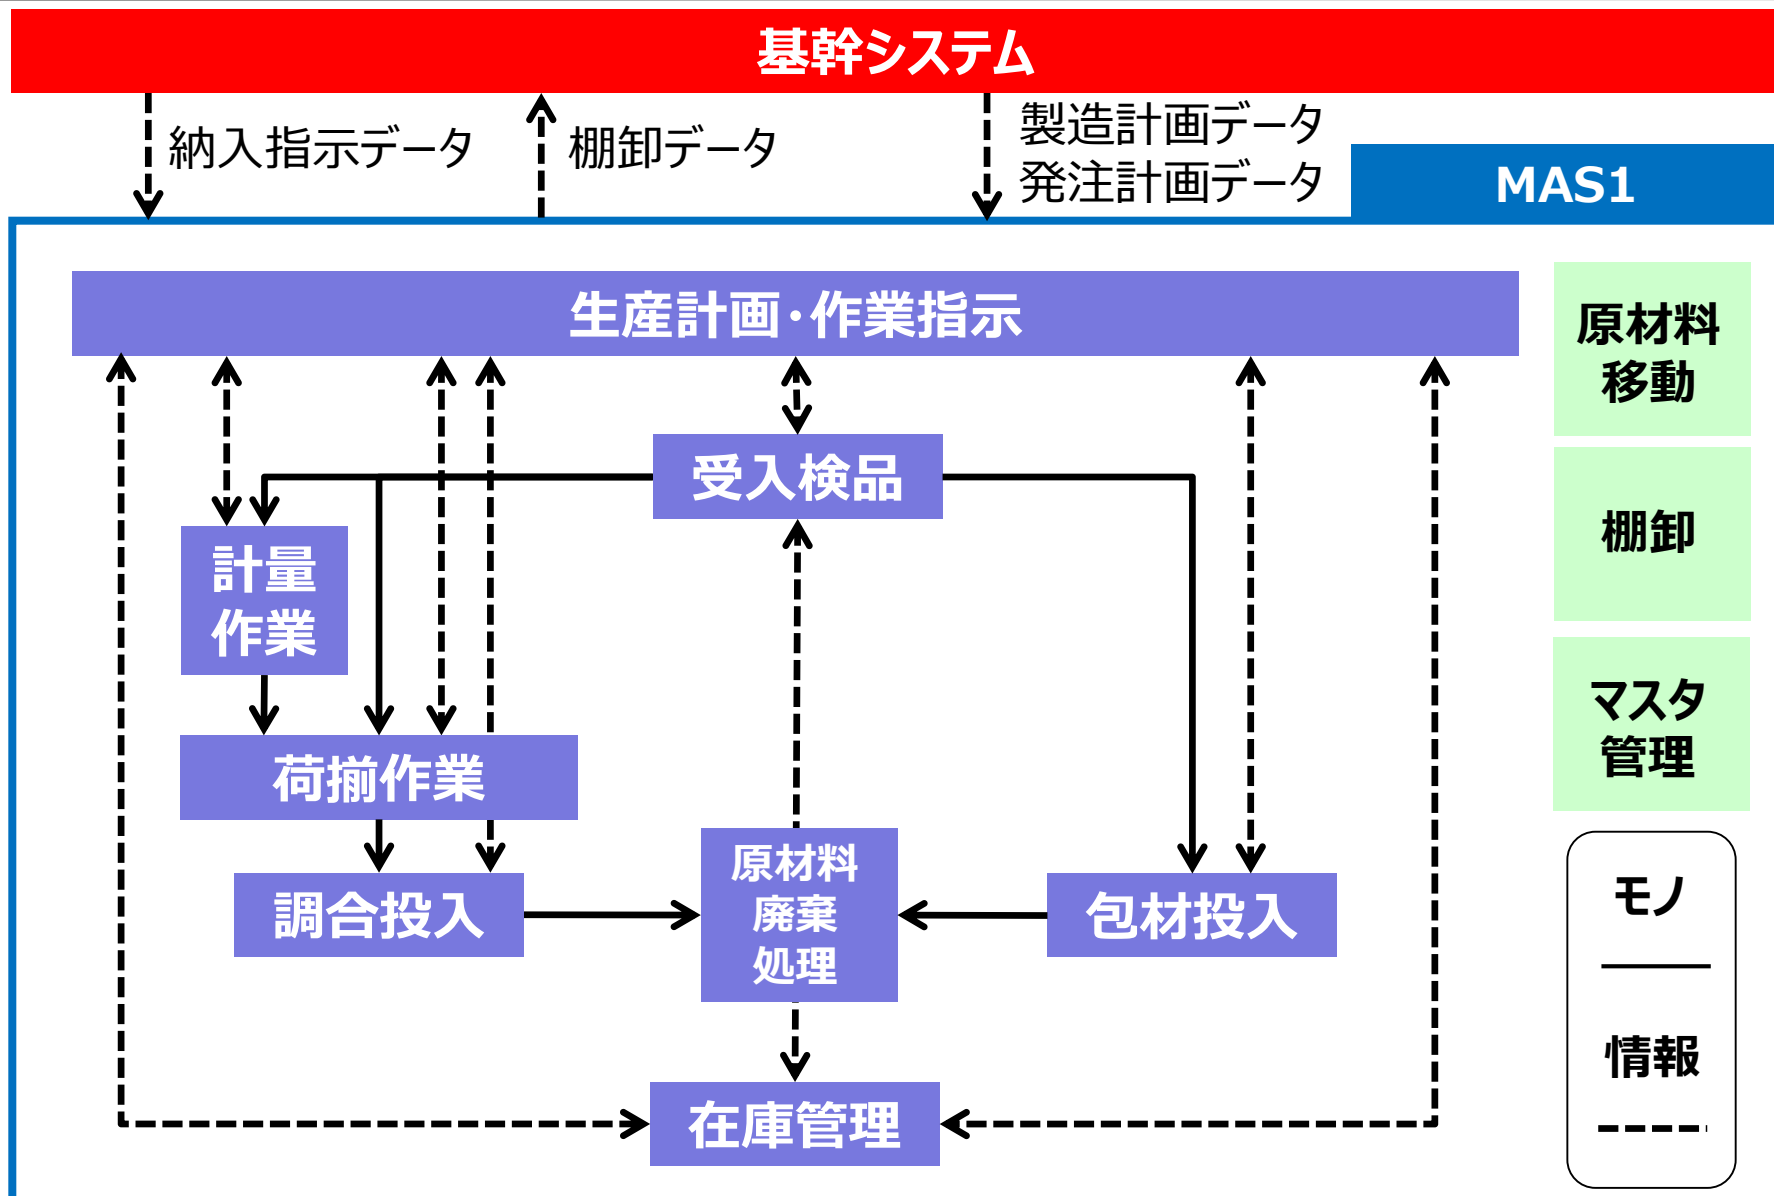 基幹システム
納入指示データ
棚卸データ
製造計画データ
発注計画データ
MAS1
生産計画・作業指示
原材料
移動
受入検品
棚卸
計量
作業
マスタ
管理
荷揃作業
原材料
廃棄
処理
調合投入
包材投入
モノ
情報
在庫管理